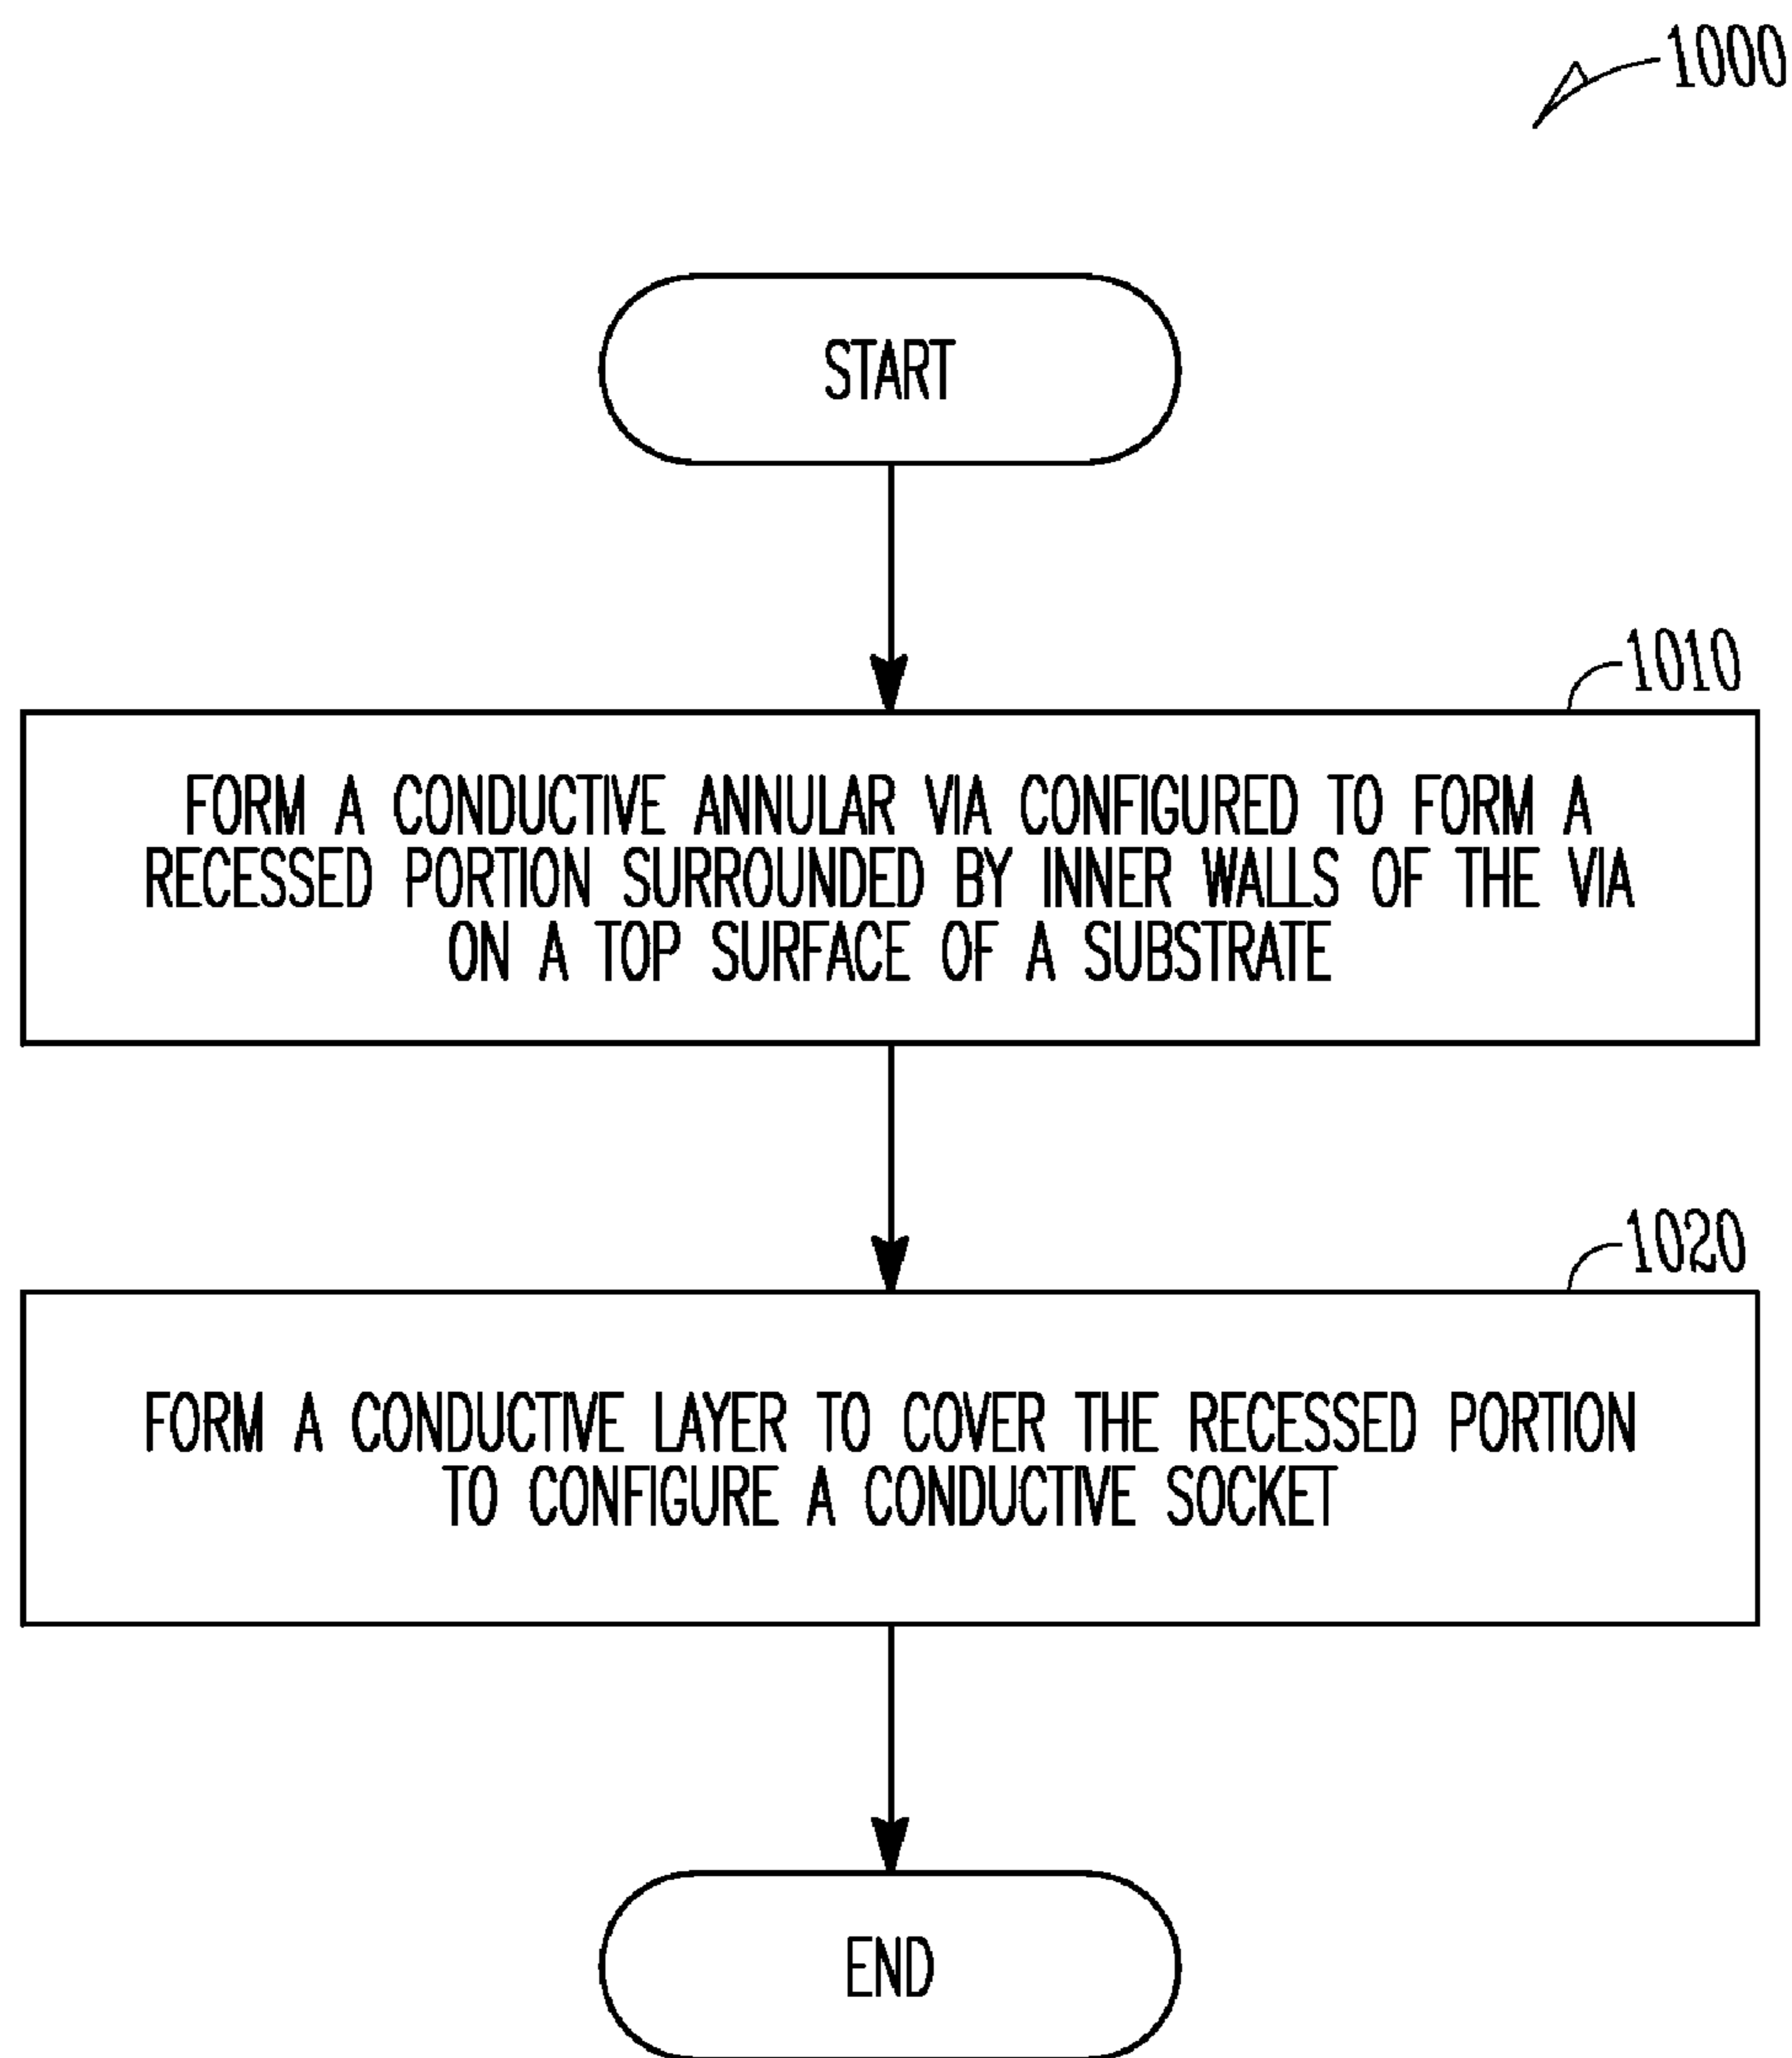 1000
START
1010
FORM A CONDUCTIVE ANNULAR VIA CONFIGURED TO FORM A
RECESSED PORTION SURROUNDED BY INNER WALLS OF THE VIA
ON A TOP SURFACE OF A SUBSTRATE
1020
FORM A CONDUCTIVE LAYER TO COVER THE RECESSED PORTION
TO CONFIGURE A CONDUCTIVE SOCKET
END